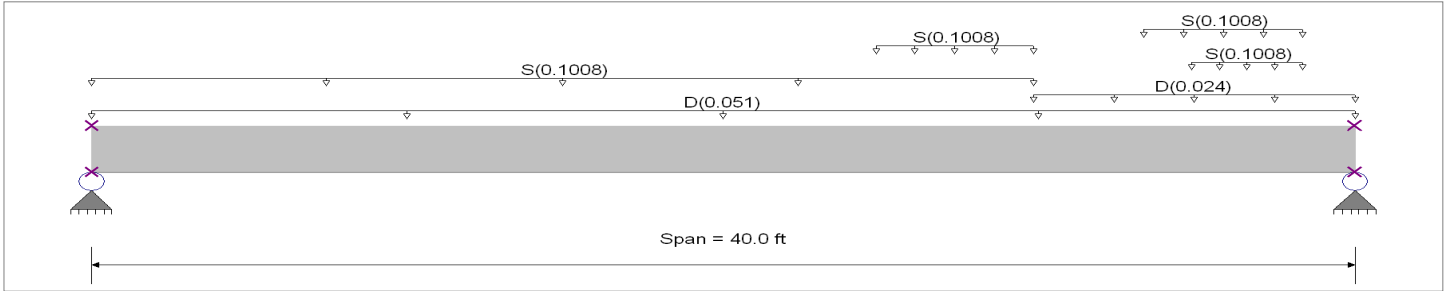 S(0.1008)
S(0.1008)
S(0.1008)
S(0.1008)
D(0.024)
D(0.051)
Span = 40.0 ft